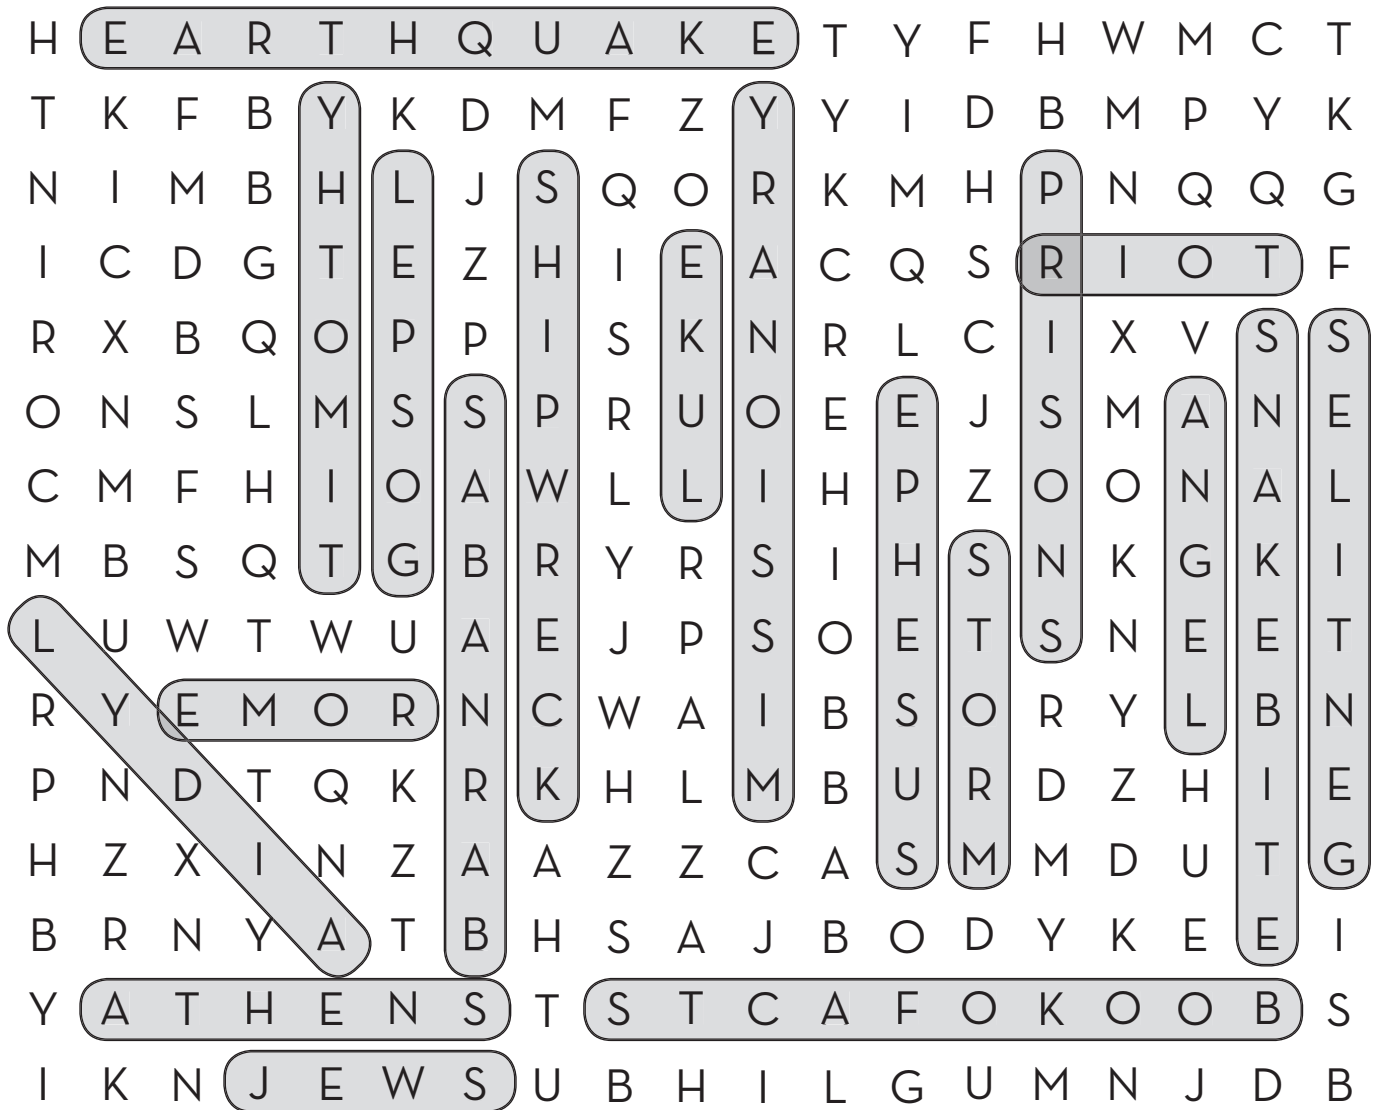 H E A R T H Q U A K E T Y F H W M C T
T K F B Y K D M F Z Y Y I D B M P Y K
N I M B H L J S Q O R K M H P N Q Q G
I C D G T E Z H I E A C Q S R I O T F
R X B Q O P P I S K N R L C I X V S S
O N S L M S S P R U O E E J S M A N E
C M F H I O A W L L I H P Z O O N A L
M B S Q T G B R Y R S I H S N K G K I
L U W T W U A E J P S O E T S N E E T
R Y E M O R N C W A I B S O R Y L B N
P N D T Q K R K H L M B U R D Z H I E
H Z X I N Z A A Z Z C A S M M D U T G
B R N Y A T B H S A J B O D Y K E E I
Y A T H E N S T S T C A F O K O O B S
I K N J E W S U B H I L G U M N J D B